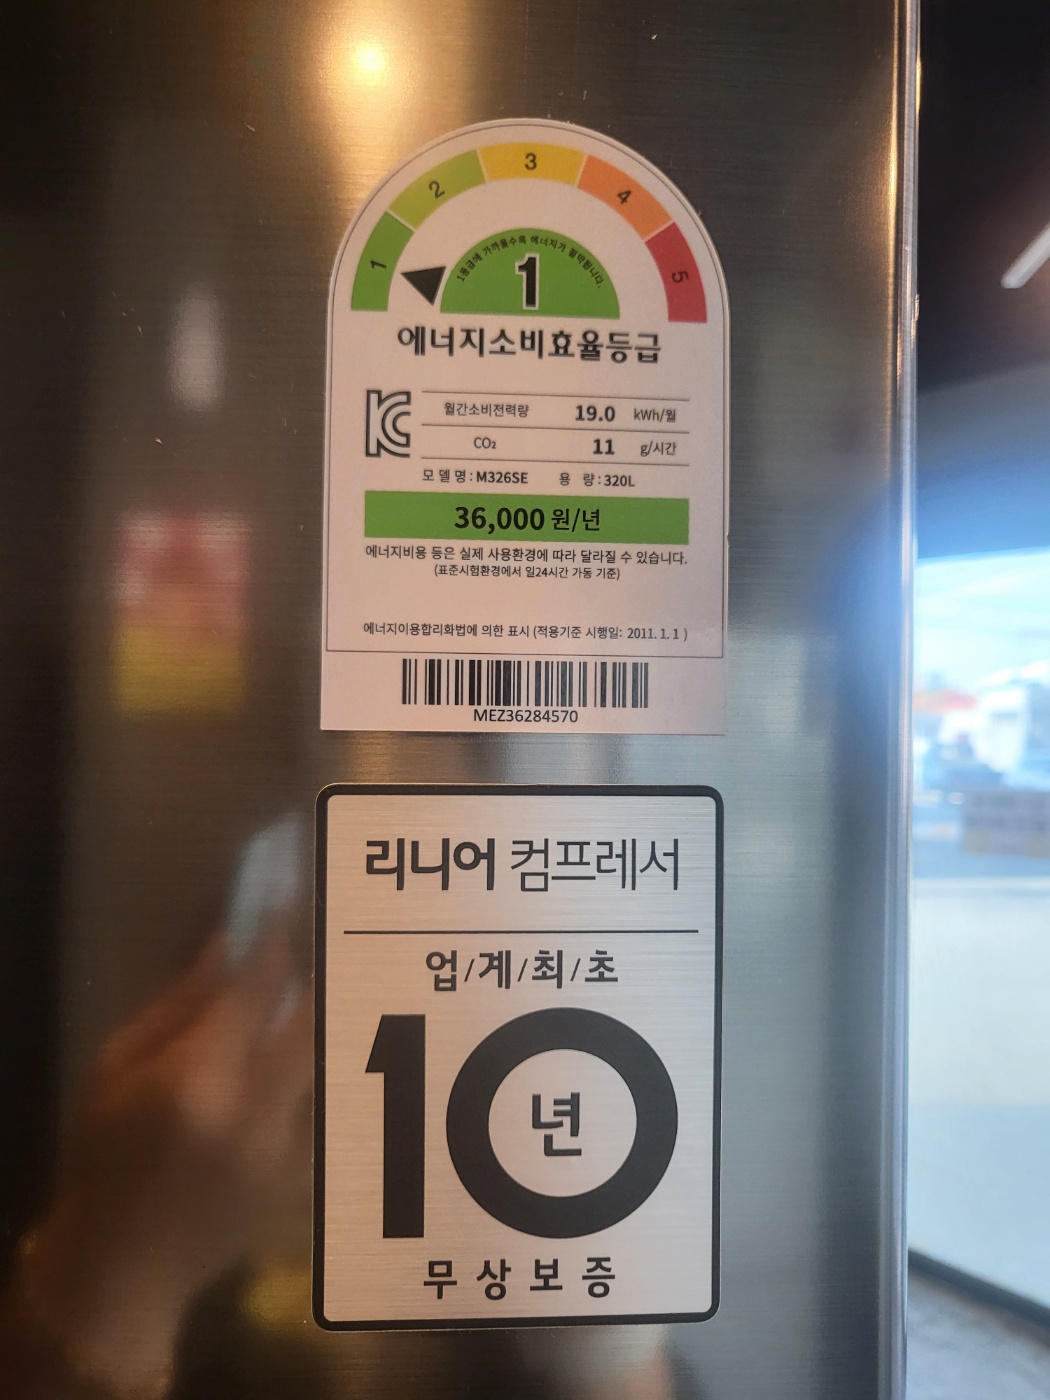 1 2 3 4 5
1등급에 가까울수록 에너지가 절약됩니다.
1
에너지소비효율등급
월간소비전력량 19.0 kWh/월
CO₂ 11 g/시간
모 델 명 : M326SE 용 량 : 320L
36,000 원/년
에너지비용 등은 실제 사용환경에 따라 달라질 수 있습니다.
(표준시험환경에서 일24시간 가동 기준)
에너지이용합리화법에 의한 표시 (적용기준 시행일: 2011. 1. 1 )
MEZ36284570
리니어 컴프레서
업/계/최/초
10년
무상보증